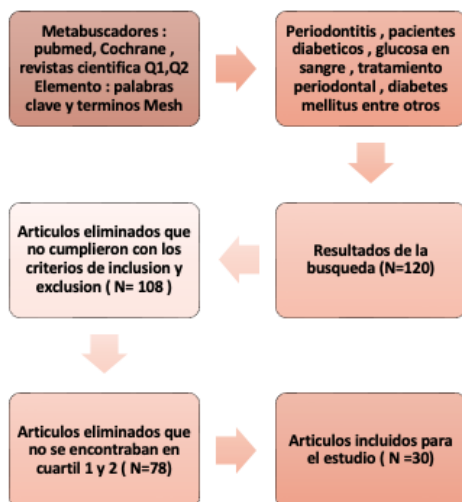 Metabuscadores :
pubmed, Cochrane ,
revistas cientifica Q1,Q2
Elemento : palabras
clave y terminos Mesh
Periodontitis , pacientes
diabeticos , glucosa en
sangre , tratamiento
periodontal , diabetes
mellitus entre otros
Resultados de la
busqueda (N=120)
Articulos eliminados que
no cumplieron con los
criterios de inclusion y
exclusion ( N= 108 )
Articulos eliminados que
no se encontraban en
cuartil 1 y 2 ( N=78)
Articulos incluidos para
el estudio ( N =30)